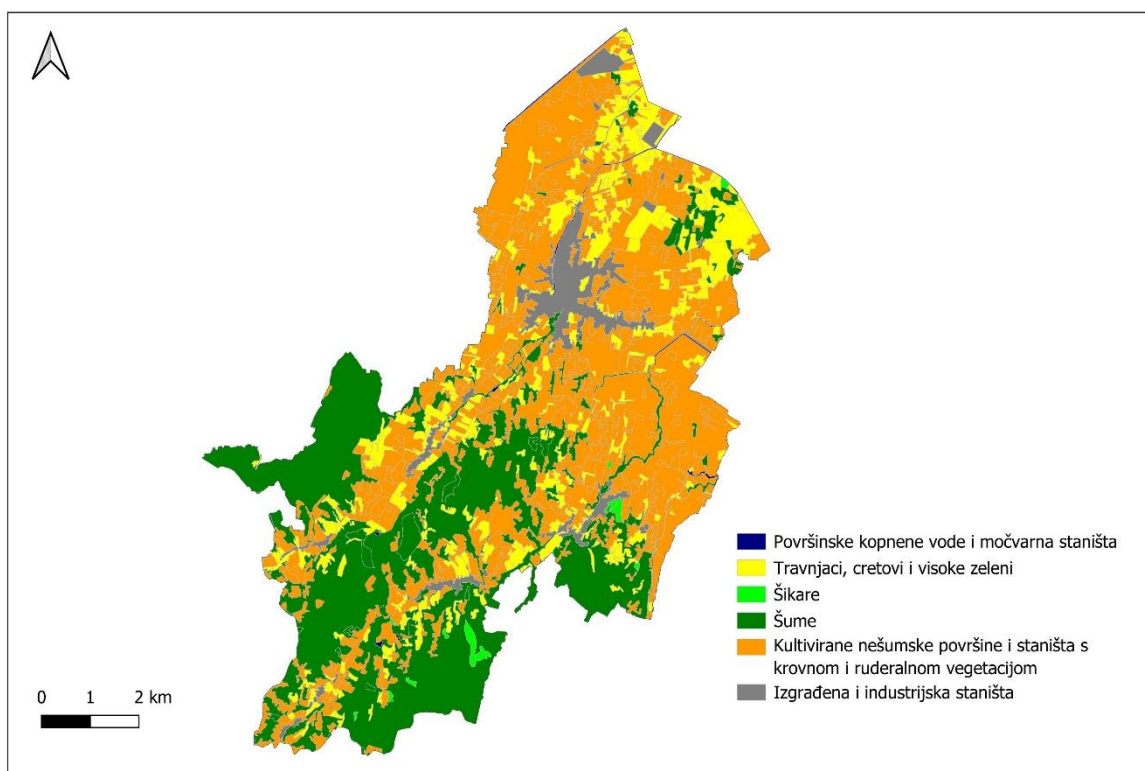 Površinske kopnene vode i močvarna staništa
Travnjaci, cretovi i visoke zeleni
Šikare
Šume
Kultivirane nešumske površine i staništa s
krovnom i ruderalnom vegetacijom
Izgrađena i industrijska staništa
0 1 2 km